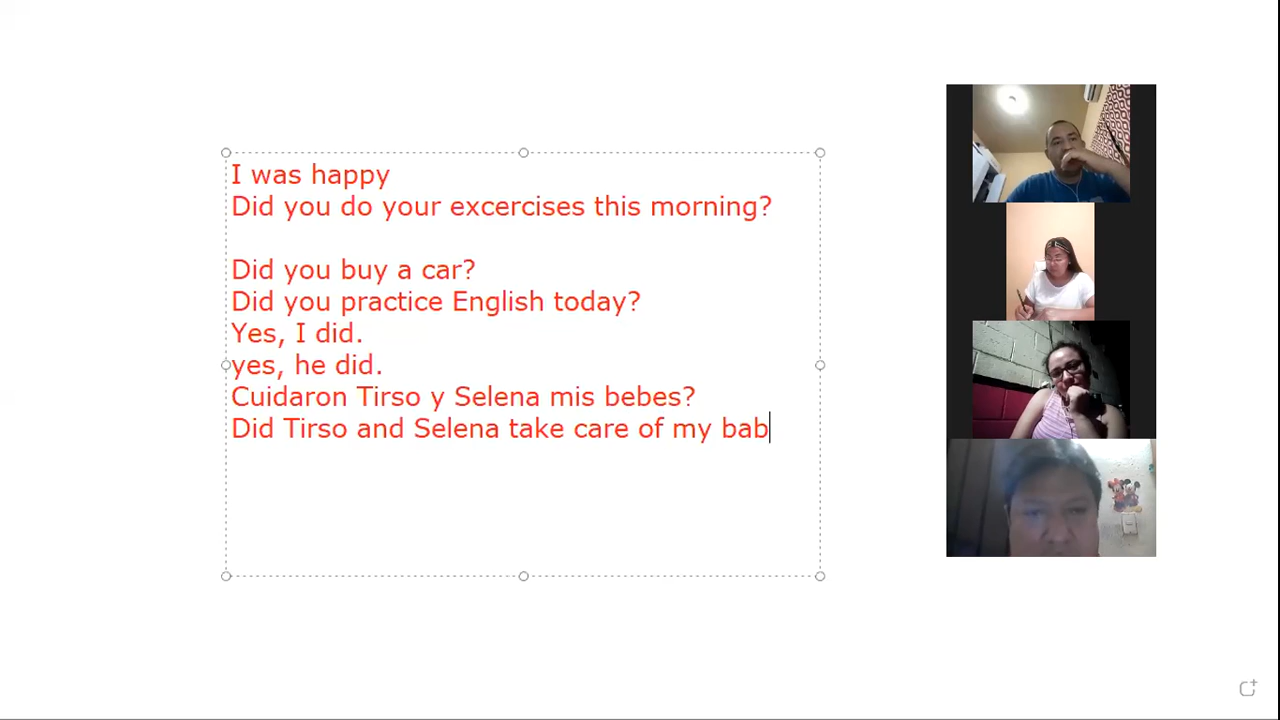 I was happy
Did you do your excercises this morning?
Did you buy a car?
Did you practice English today?
Yes, I did.
yes, he did.
Cuidaron Tirso y Selena mis bebes?
Did Tirso and Selena take care of my bab